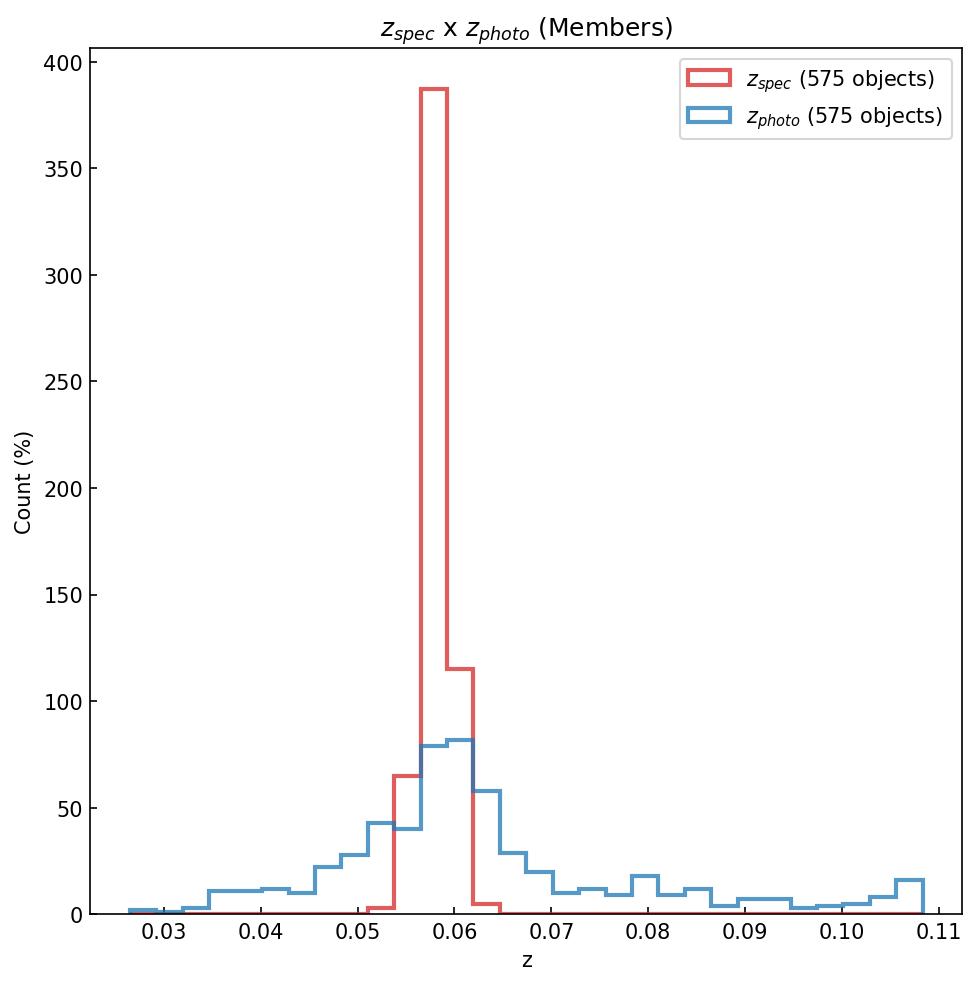 z_spec x z_photo (Members)
z_spec (575 objects)
z_photo (575 objects)
400
350
300
250
200
150
100
50
0
Count (%)
0.03 0.04 0.05 0.06 0.07 0.08 0.09 0.10 0.11
z